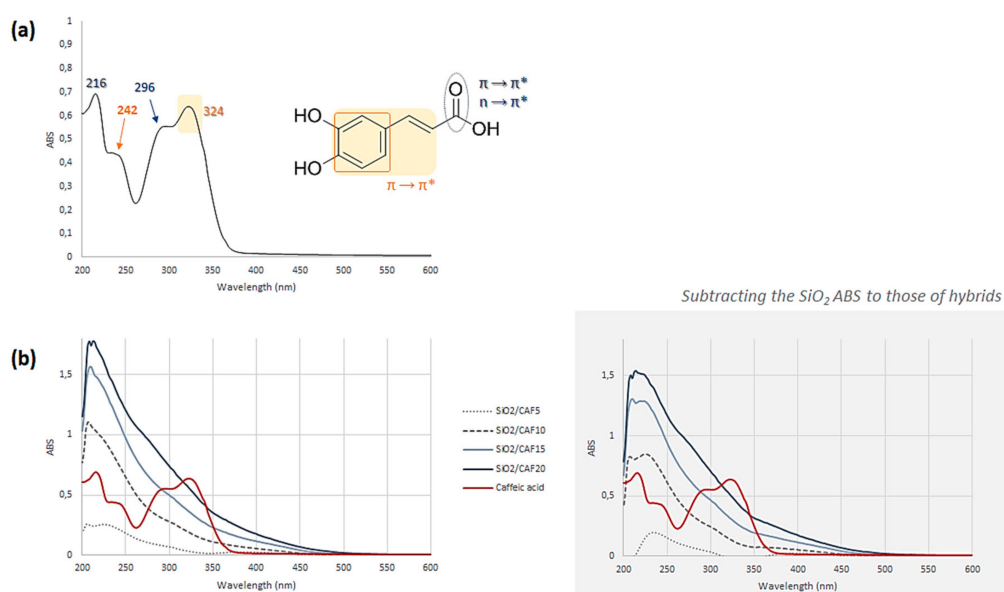 (a)
1
0,9
0,8
0,7
0,6
0,5
0,4
0,3
0,2
0,1
0
ABS
216
242
296
324
O
OH
HO
HO
π → π*
n → π*
π → π*
200 250 300 350 400 450 500 550 600
Wavelength (nm)
Subtracting the SiO₂ ABS to those of hybrids
(b)
1,5
1
0,5
0
ABS
200 250 300 350 400 450 500 550 600
Wavelength (nm)
SiO2/CAF5
SiO2/CAF10
SiO2/CAF15
SiO2/CAF20
Caffeic acid
1,5
1
0,5
0
ABS
200 250 300 350 400 450 500 550 600
Wavelength (nm)